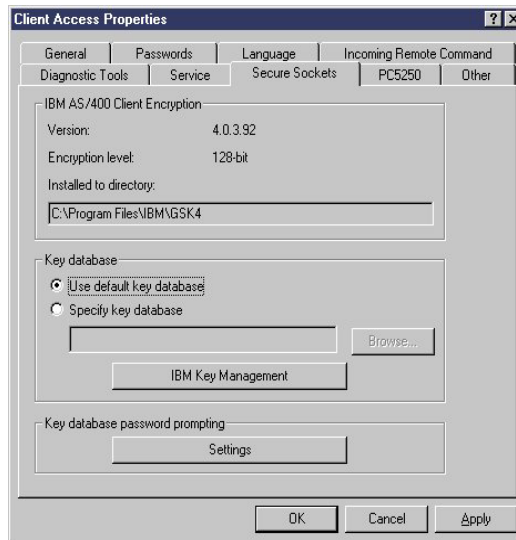 Client Access Properties
? x
General Passwords Language Incoming Remote Command
Diagnostic Tools Service Secure Sockets PC5250 Other
IBM AS/400 Client Encryption
Version: 4.0.3.92
Encryption level: 128-bit
Installed to directory:
C:\Program Files\IBM\GSK4
Key database
Use default key database
Specify key database
Browse...
IBM Key Management
Key database password prompting
Settings
OK Cancel Apply